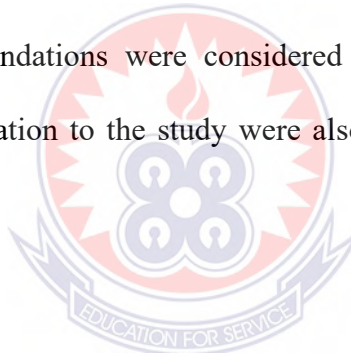 ndations were considered
ation to the study were also
EDUCATION FOR SERVICE